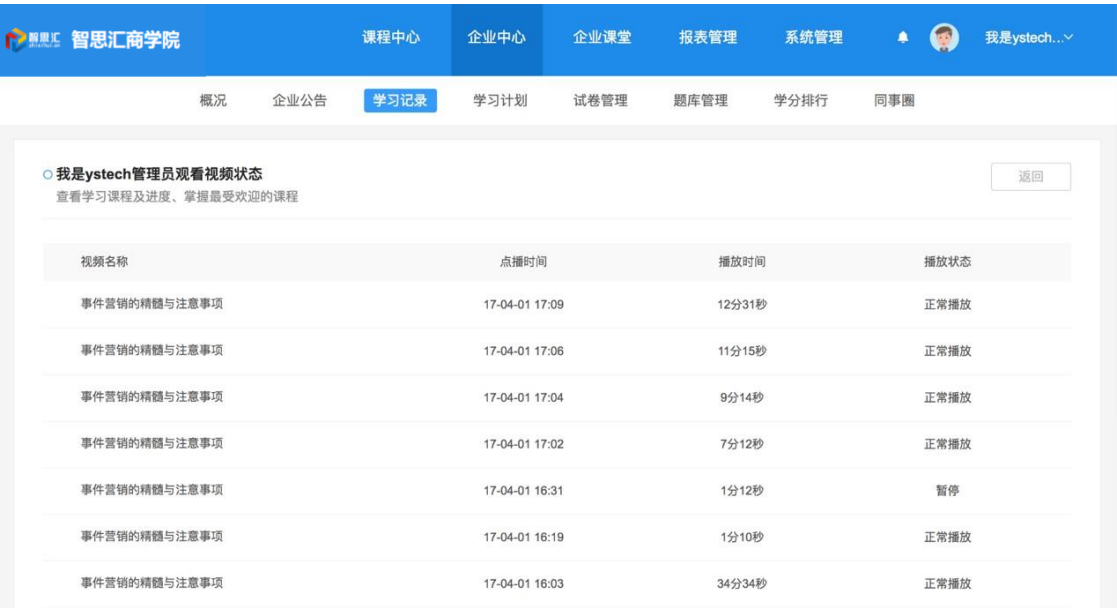 智思汇 智思汇商学院 课程中心 企业中心 企业课堂 报表管理 系统管理 我是ystech...
概况 企业公告 学习记录 学习计划 试卷管理 题库管理 学分排行 同事圈
我是ystech管理员观看视频状态 返回
查看学习课程及进度、掌握最受欢迎的课程
视频名称 点播时间 播放时间 播放状态
事件营销的精髓与注意事项 17-04-01 17:09 12分31秒 正常播放
事件营销的精髓与注意事项 17-04-01 17:06 11分15秒 正常播放
事件营销的精髓与注意事项 17-04-01 17:04 9分14秒 正常播放
事件营销的精髓与注意事项 17-04-01 17:02 7分12秒 正常播放
事件营销的精髓与注意事项 17-04-01 16:31 1分12秒 暂停
事件营销的精髓与注意事项 17-04-01 16:19 1分10秒 正常播放
事件营销的精髓与注意事项 17-04-01 16:03 34分34秒 正常播放